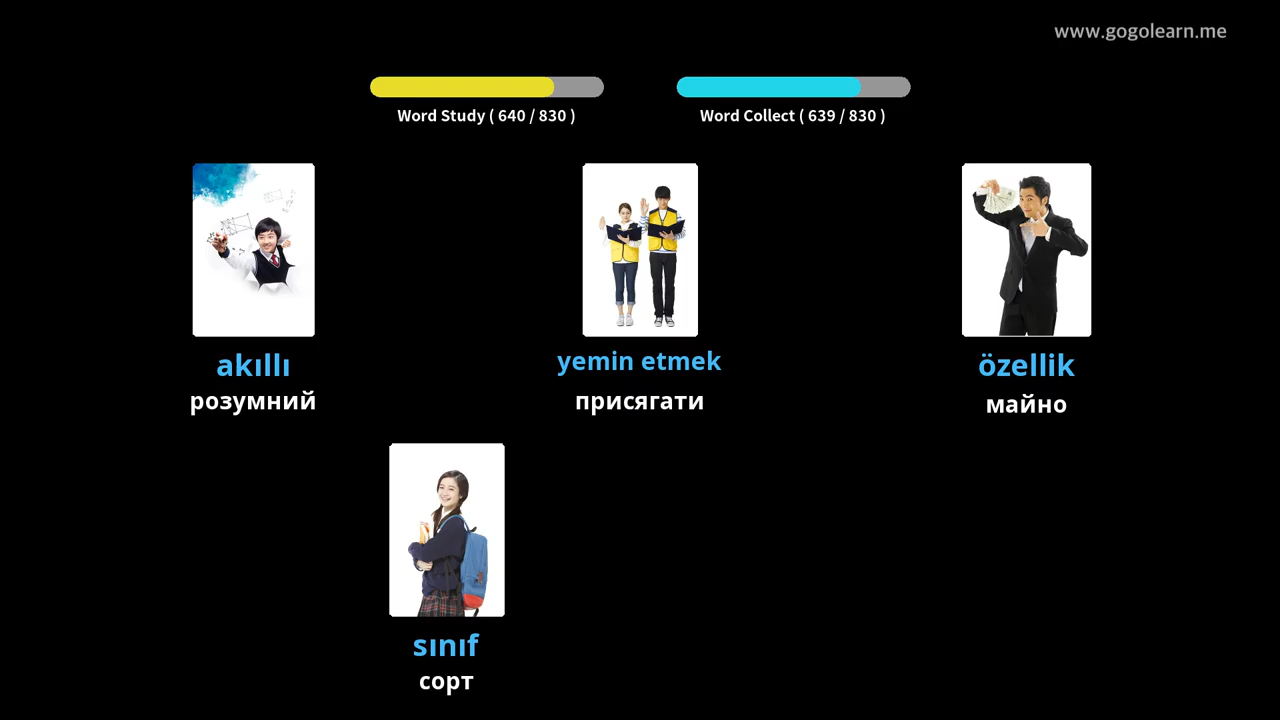 www.gogolearn.me
Word Study ( 640 / 830 )
Word Collect ( 639 / 830 )
akıllı
розумний
yemin etmek
присягати
özellik
майно
sınıf
сорт